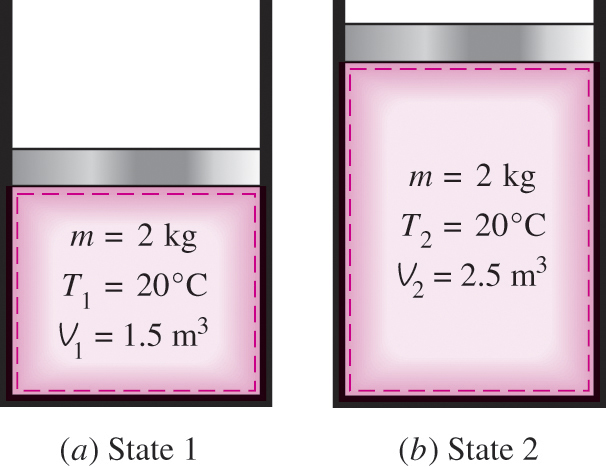 m = 2 kg
T₁ = 20°C
V₁ = 1.5 m³
(a) State 1
m = 2 kg
T₂ = 20°C
V₂ = 2.5 m³
(b) State 2